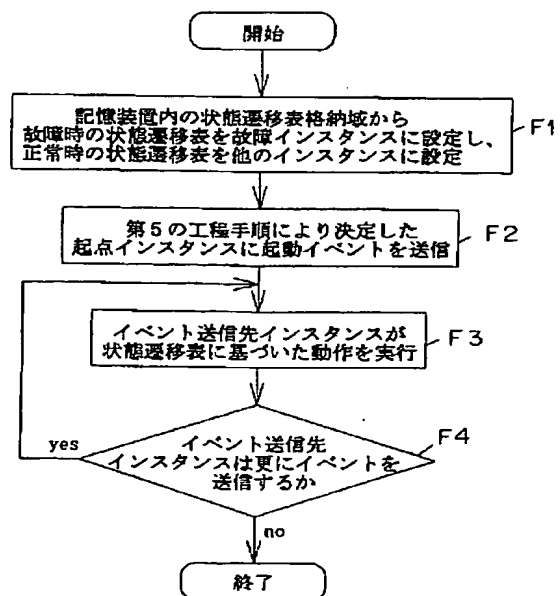 開始
記憶装置内の状態遷移表格納域から
故障時の状態遷移表を故障インスタンスに設定し、
正常時の状態遷移表を他のインスタンスに設定
F1
第5の工程手順により決定した
起点インスタンスに起動イベントを送信
F2
イベント送信先インスタンスが
状態遷移表に基づいた動作を実行
F3
yes
イベント送信先
インスタンスは更にイベントを
送信するか
F4
no
終了